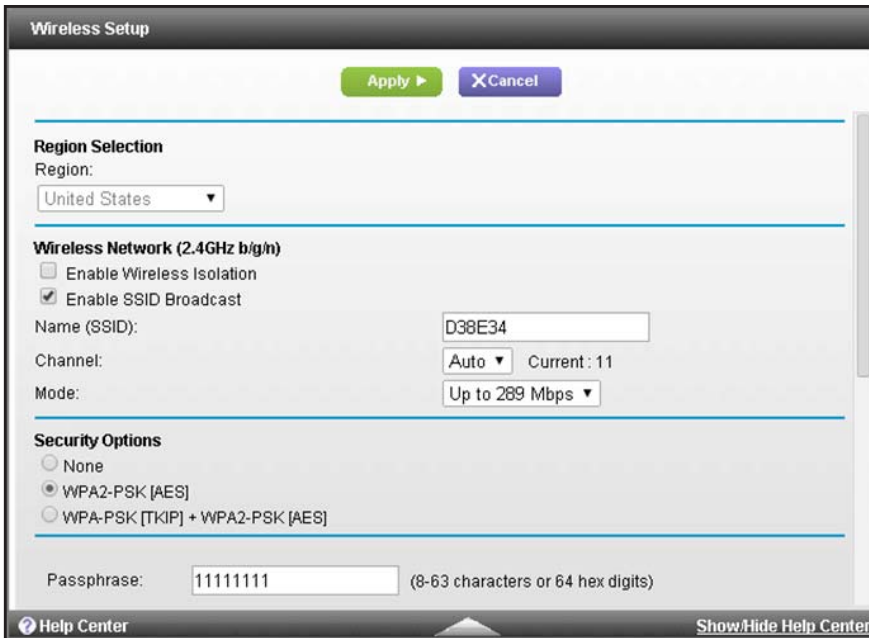 Wireless Setup
Apply ▶ X Cancel
Region Selection
Region:
United States ▼
Wireless Network (2.4GHz b/g/n)
Enable Wireless Isolation
Enable SSID Broadcast
Name (SSID): D38E34
Channel: Auto ▼ Current : 11
Mode: Up to 289 Mbps ▼
Security Options
None
WPA2-PSK [AES]
WPA-PSK [TKIP] + WPA2-PSK [AES]
Passphrase: 11111111 (8-63 characters or 64 hex digits)
? Help Center Show/Hide Help Center